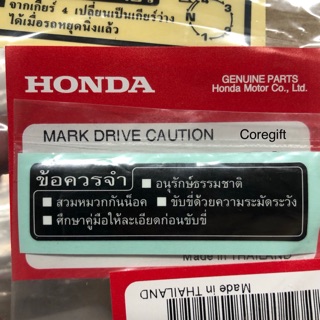 จากเกียร์ 4 เปลี่ยนเป็นเกียร์ว่าง
ได้เมื่อรถหยุดนิ่งแล้ว
N
3
HONDA
GENUINE PARTS
Honda Motor Co., Ltd.
MARK DRIVE CAUTION
Coregift
ข้อควรจำ
■ อนุรักษ์ธรรมชาติ
■ สวมหมวกกันน็อค ■ ขับขี่ด้วยความระมัดระวัง
■ ศึกษาคู่มือให้ละเอียดก่อนขับขี่
Made in THAILAND
Made in THAILAND